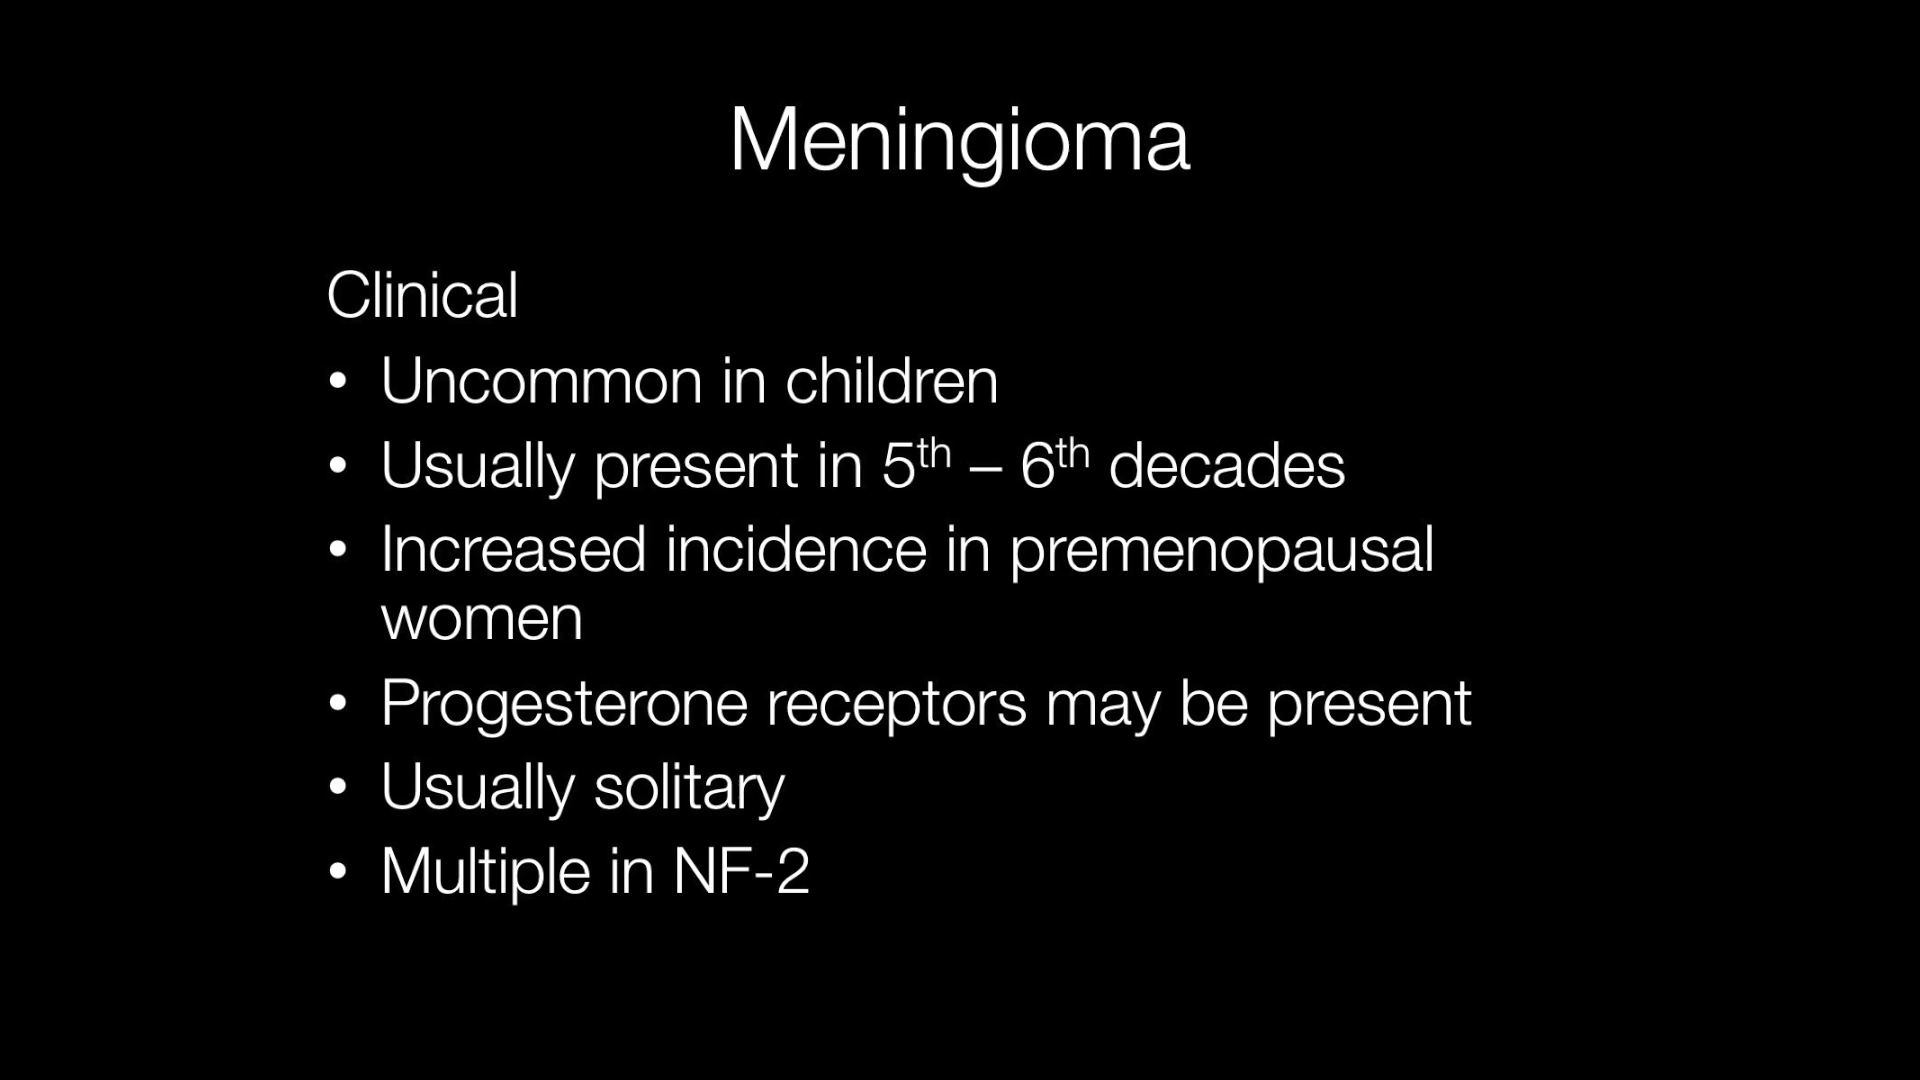 Meningioma
Clinical
• Uncommon in children
• Usually present in 5th – 6th decades
• Increased incidence in premenopausal
women
• Progesterone receptors may be present
• Usually solitary
• Multiple in NF-2